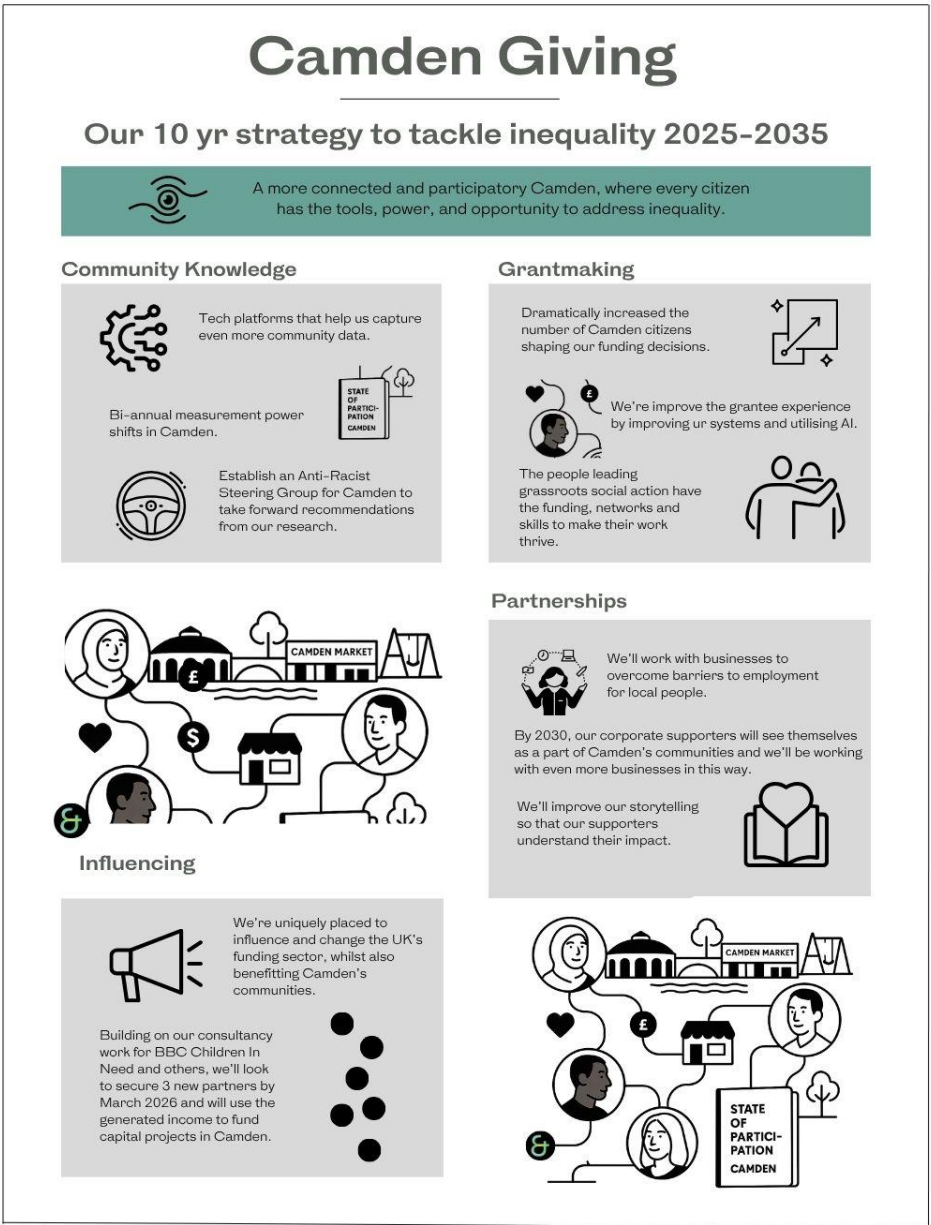 Camden Giving
Our 10 yr strategy to tackle inequality 2025-2035
A more connected and participatory Camden, where every citizen
has the tools, power, and opportunity to address inequality.
Community Knowledge
Tech platforms that help us capture
even more community data.
Bi-annual measurement power
shifts in Camden.
STATE
OF
PARTICI-
PATION
CAMDEN
Establish an Anti-Racist
Steering Group for Camden to
take forward recommendations
from our research.
Grantmaking
Dramatically increased the
number of Camden citizens
shaping our funding decisions.
£
We're improve the grantee experience
by improving ur systems and utilising AI.
The people leading
grassroots social action have
the funding, networks and
skills to make their work
thrive.
CAMDEN MARKET
£
$
&
Partnerships
We'll work with businesses to
overcome barriers to employment
for local people.
By 2030, our corporate supporters will see themselves
as a part of Camden's communities and we'll be working
with even more businesses in this way.
We'll improve our storytelling
so that our supporters
understand their impact.
Influencing
We're uniquely placed to
influence and change the UK's
funding sector, whilst also
benefitting Camden's
communities.
Building on our consultancy
work for BBC Children In
Need and others, we'll look
to secure 3 new partners by
March 2026 and will use the
generated income to fund
capital projects in Camden.
CAMDEN MARKET
£
&
STATE
OF
PARTICI-
PATION
CAMDEN